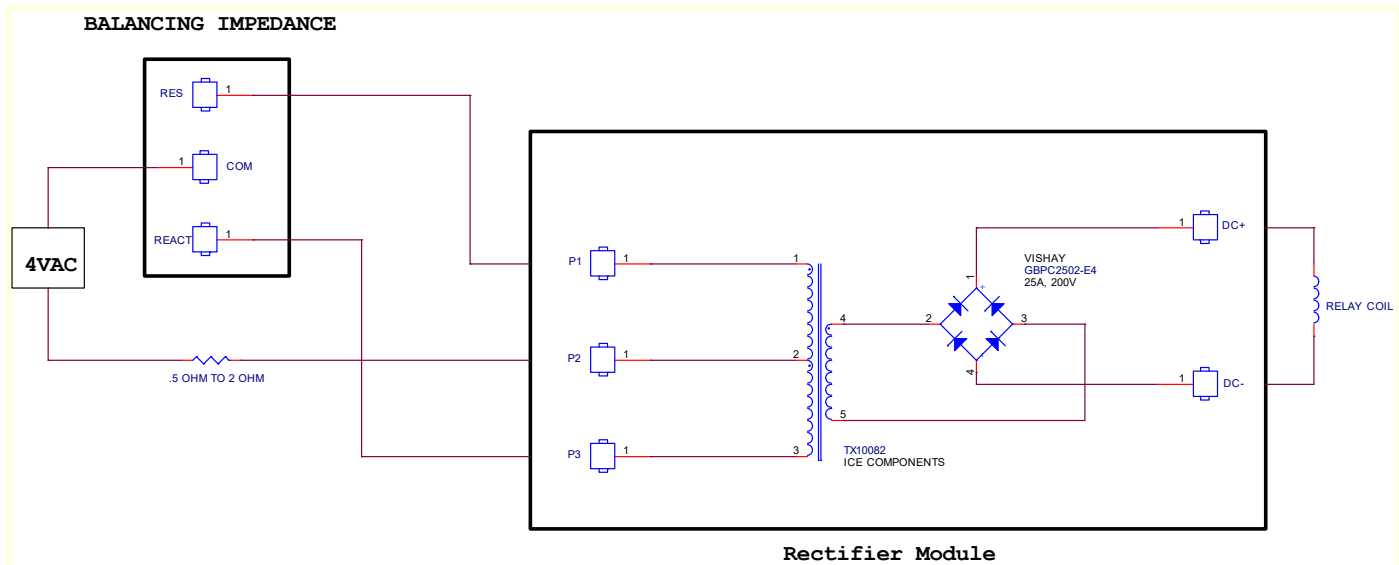 BALANCING IMPEDANCE
RES
1
1
COM
REACT
1
4VAC
.5 OHM TO 2 OHM
P1
1
P2
1
P3
1
1
2
3
4
5
TX10082
ICE COMPONENTS
VISHAY
GBPC2502-E4
25A, 200V
1
+
2
3
4
-
1
DC+
1
DC-
RELAY COIL
Rectifier Module